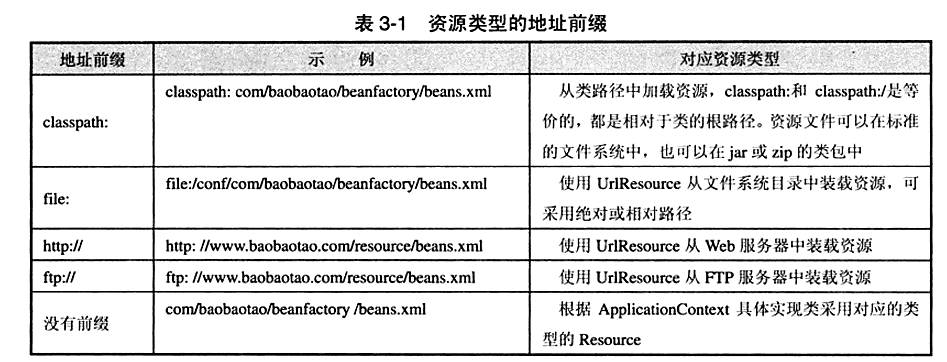 表 3-1 资源类型的地址前缀
地址前缀 示 例 对应资源类型
classpath: classpath: com/baobaotao/beanfactory/beans.xml 从类路径中加载资源，classpath:和 classpath:/是等
价的，都是相对于类的根路径。资源文件可以在标准
的文件系统中，也可以在 jar 或 zip 的类包中
file: file:/conf/com/baobaotao/beanfactory/beans.xml 使用 UrlResource 从文件系统目录中装载资源，可
采用绝对或相对路径
http:// http: //www.baobaotao.com/resource/beans.xml 使用 UrlResource 从 Web 服务器中装载资源
ftp:// ftp: //www.baobaotao.com/resource/beans.xml 使用 UrlResource 从 FTP 服务器中装载资源
没有前缀 com/baobaotao/beanfactory /beans.xml 根据 ApplicationContext 具体实现类采用对应的类
型的 Resource